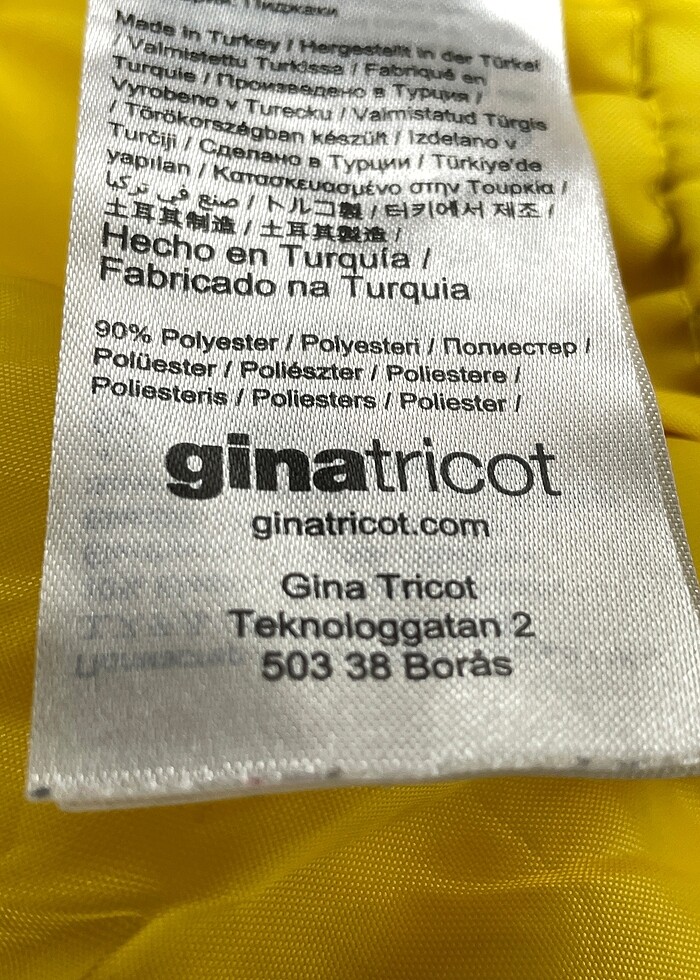 Made in Turkey / Hergestellt in der Türkei
/ Valmistettu Turkissa / Fabriqué en
Turquie / Произведено в Турция /
Vyrobeno v Turecku / Valmistatud Türgis
/ Törökországban készült / Izdelano v
Turčiji / Сделано в Турции / Türkiye'de
yapılan / Κατασκευασμένο στην Τουρκία /
صنع في تركيا / トルコ製 / 터키에서 제조 /
土耳其制造 / 土耳其製造 /
Hecho en Turquía /
Fabricado na Turquia
90% Polyester / Polyesteri / Полиестер /
Polüester / Poliészter / Poliestere /
Poliesteris / Poliesters / Poliester /
ginatricot
ginatricot.com
Gina Tricot
Teknologgatan 2
503 38 Borås